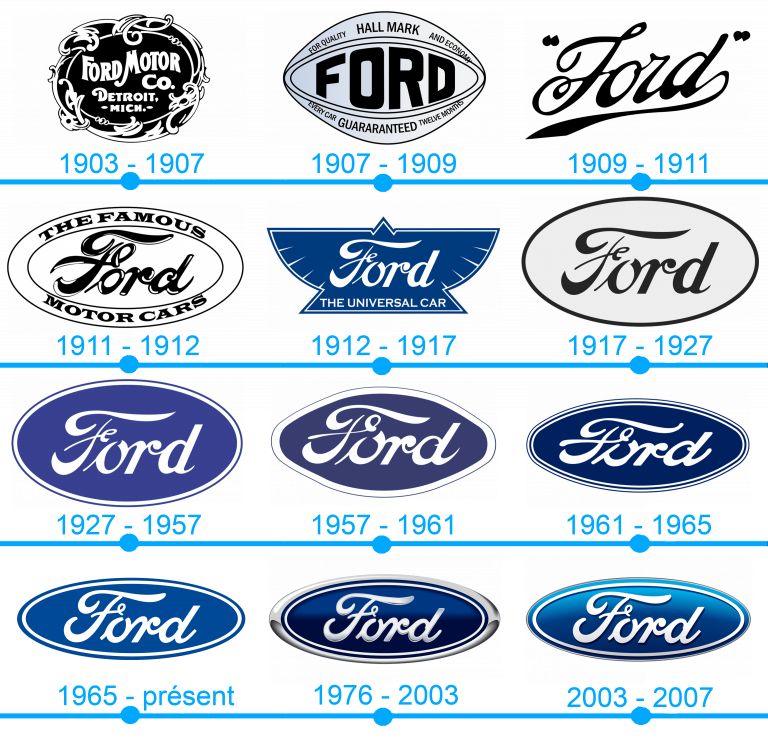 FORD MOTOR
CO.
DETROIT,
-MICH.-
HALL MARK
FOR QUALITY
AND ECONOMY
FORD
EVERY CAR
GUARARANTEED
TWELVE MONTHS
“Ford”
1903 - 1907
1907 - 1909
1909 - 1911
THE FAMOUS
Ford
MOTOR CARS
Ford
THE UNIVERSAL CAR
Ford
1911 - 1912
1912 - 1917
1917 - 1927
Ford
Ford
Ford
1927 - 1957
1957 - 1961
1961 - 1965
Ford
Ford
Ford
1965 - présent
1976 - 2003
2003 - 2007